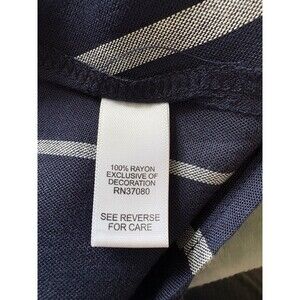 100% RAYON
EXCLUSIVE OF
DECORATION
RN37080
SEE REVERSE
FOR CARE